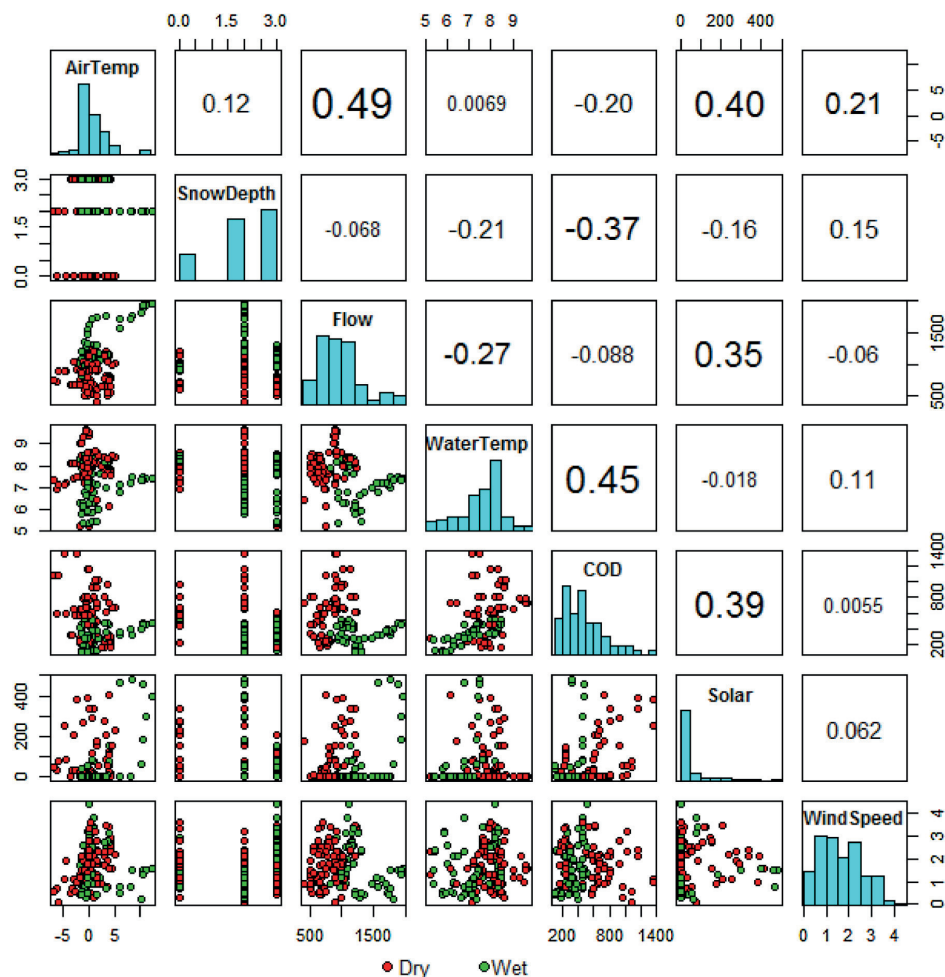 0.0 1.5 3.0 5 6 7 8 9 0 200 400
AirTemp 0.12 0.49 0.0069 -0.20 0.40 0.21 -5 0 5
0.0 1.5 3.0 SnowDepth -0.068 -0.21 -0.37 -0.16 0.15
Flow -0.27 -0.088 0.35 -0.06 500 1500
5 6 7 8 9 WaterTemp 0.45 -0.018 0.11
COD 0.39 0.0055 200 800 1400
0 200 400 Solar 0.062
WindSpeed 0 1 2 3 4
-5 0 5 500 1500 200 800 1400 0 1 2 3 4
Dry Wet